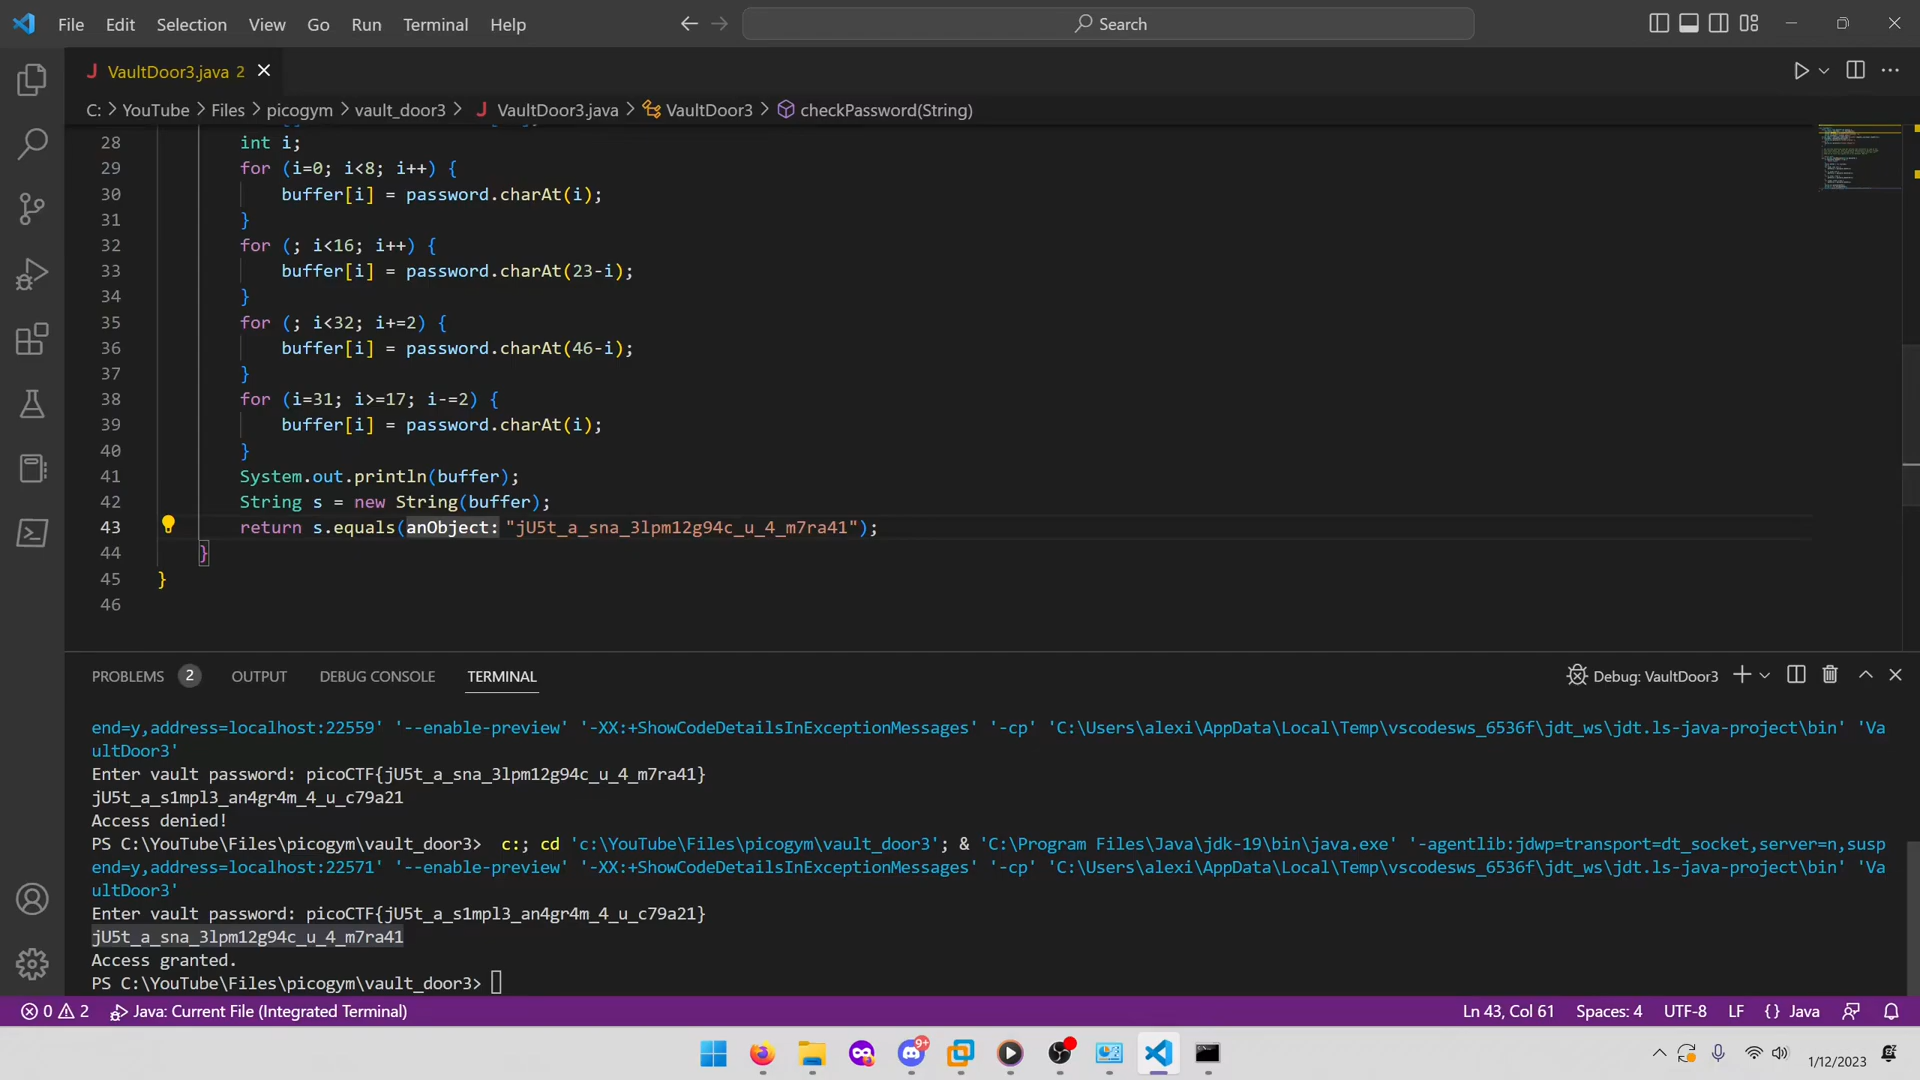 File Edit Selection View Go Run Terminal Help
Search
J VaultDoor3.java 2
C: > YouTube > Files > picogym > vault_door3 > J VaultDoor3.java > VaultDoor3 > checkPassword(String)
28 int i;
29 for (i=0; i<8; i++) {
30 buffer[i] = password.charAt(i);
31 }
32 for (; i<16; i++) {
33 buffer[i] = password.charAt(23-i);
34 }
35 for (; i<32; i+=2) {
36 buffer[i] = password.charAt(46-i);
37 }
38 for (i=31; i>=17; i-=2) {
39 buffer[i] = password.charAt(i);
40 }
41 System.out.println(buffer);
42 String s = new String(buffer);
43 return s.equals(anObject: "jU5t_a_sna_3lpm12g94c_u_4_m7ra41");
44 }
45 }
46
PROBLEMS 2 OUTPUT DEBUG CONSOLE TERMINAL Debug: VaultDoor3
end=y,address=localhost:22559' '--enable-preview' '-XX:+ShowCodeDetailsInExceptionMessages' '-cp' 'C:\Users\alexi\AppData\Local\Temp\vscodesws_6536f\jdt_ws\jdt.ls-java-project\bin' 'Va
ultDoor3'
Enter vault password: picoCTF{jU5t_a_sna_3lpm12g94c_u_4_m7ra41}
jU5t_a_s1mpl3_an4gr4m_4_u_c79a21
Access denied!
PS C:\YouTube\Files\picogym\vault_door3> c:; cd 'c:\YouTube\Files\picogym\vault_door3'; & 'C:\Program Files\Java\jdk-19\bin\java.exe' '-agentlib:jdwp=transport=dt_socket,server=n,susp
end=y,address=localhost:22571' '--enable-preview' '-XX:+ShowCodeDetailsInExceptionMessages' '-cp' 'C:\Users\alexi\AppData\Local\Temp\vscodesws_6536f\jdt_ws\jdt.ls-java-project\bin' 'Va
ultDoor3'
Enter vault password: picoCTF{jU5t_a_s1mpl3_an4gr4m_4_u_c79a21}
jU5t_a_sna_3lpm12g94c_u_4_m7ra41
Access granted.
PS C:\YouTube\Files\picogym\vault_door3>
0 2 Java: Current File (Integrated Terminal) Ln 43, Col 61 Spaces: 4 UTF-8 LF {} Java
9+
1/12/2023